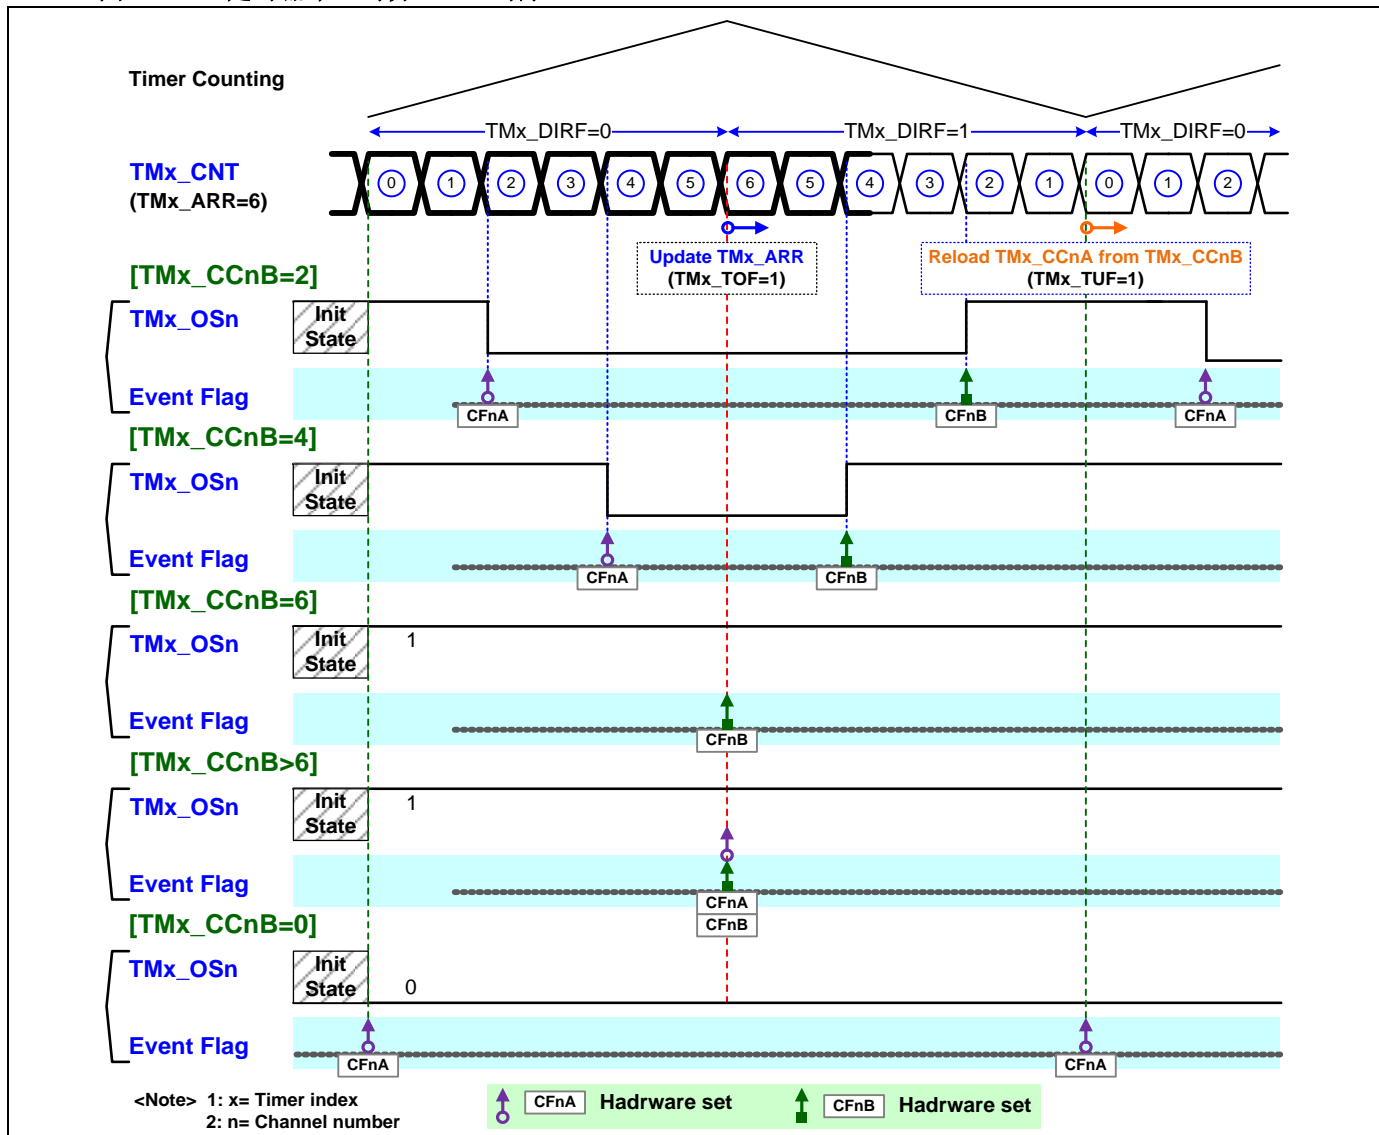 Timer Counting
TMx_DIRF=0 TMx_DIRF=1 TMx_DIRF=0
TMx_CNT
(TMx_ARR=6)
0 1 2 3 4 5 6 5 4 3 2 1 0 1 2
Update TMx_ARR
(TMx_TOF=1)
Reload TMx_CCnA from TMx_CCnB
(TMx_TUF=1)
[TMx_CCnB=2]
TMx_OSn
Init
State
Event Flag
CFnA CFnB CFnA
[TMx_CCnB=4]
TMx_OSn
Init
State
Event Flag
CFnA CFnB
[TMx_CCnB=6]
TMx_OSn
Init
State
1
Event Flag
CFnB
[TMx_CCnB>6]
TMx_OSn
Init
State
1
Event Flag
CFnA
CFnB
[TMx_CCnB=0]
TMx_OSn
Init
State
0
Event Flag
CFnA CFnA
<Note> 1: x= Timer index
2: n= Channel number
CFnA Hadrware set
CFnB Hadrware set